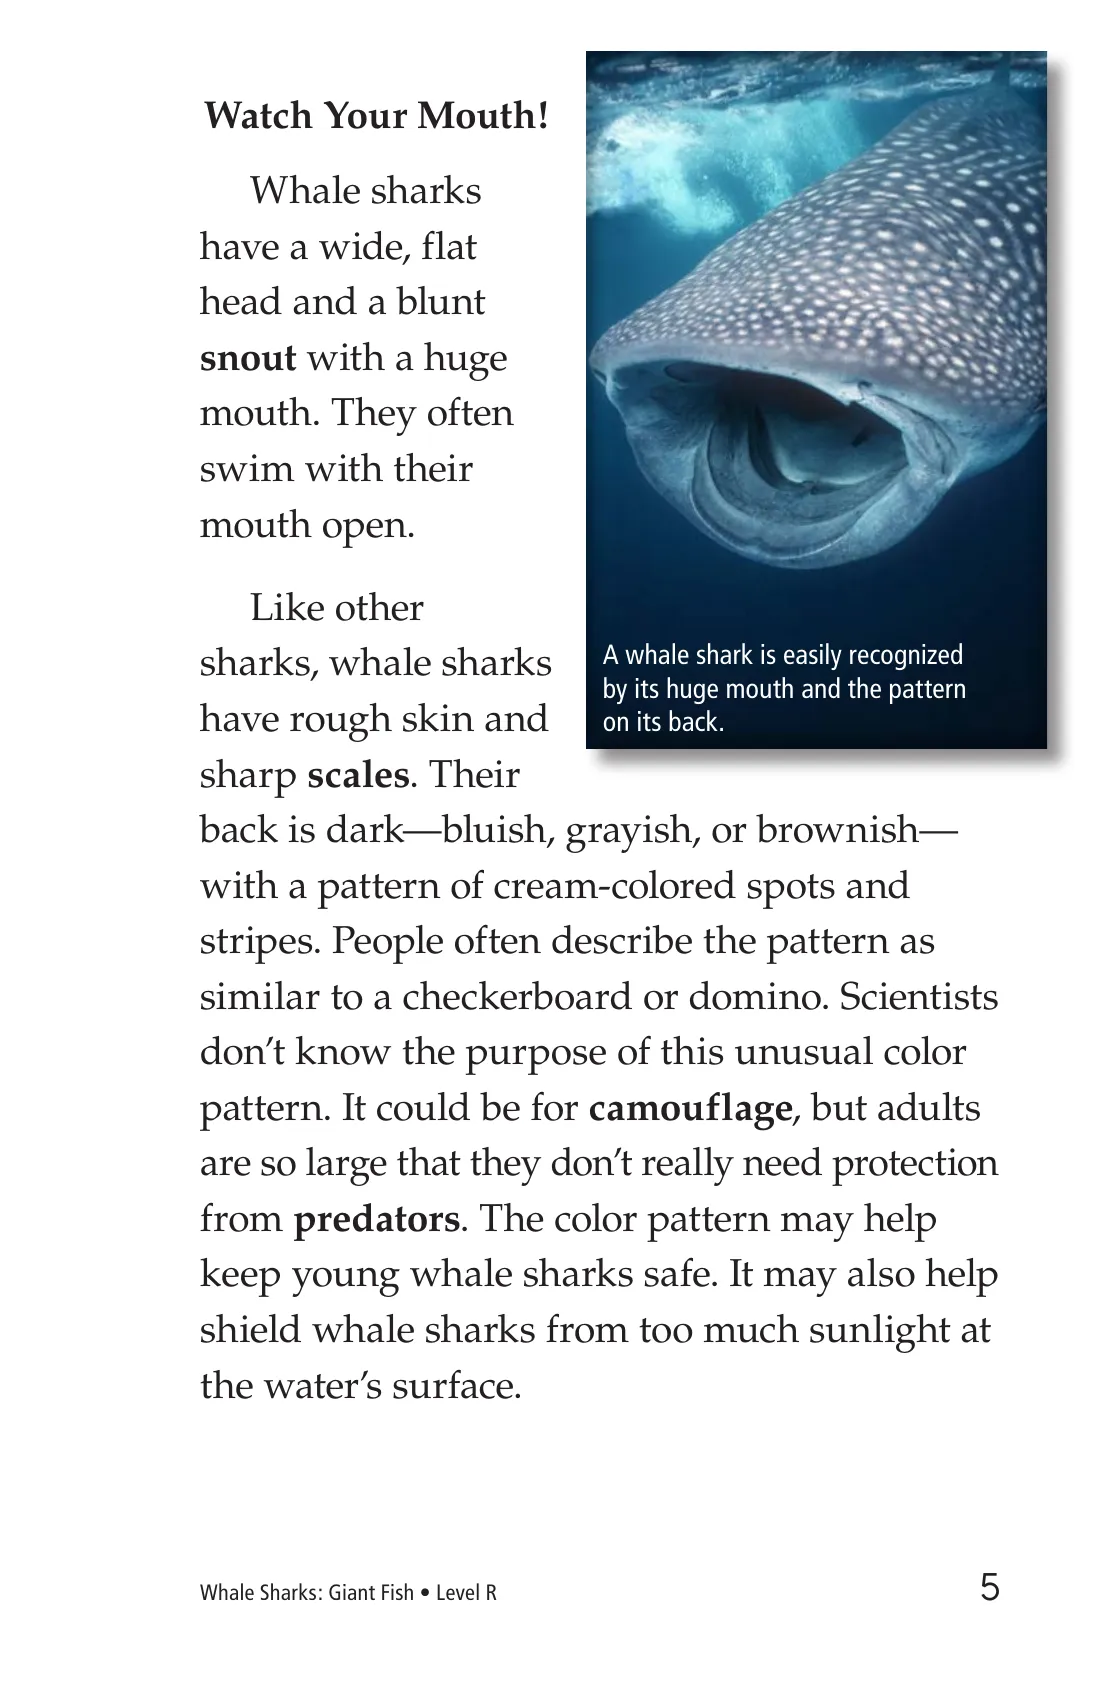 Watch Your Mouth!
Whale sharks
have a wide, flat
head and a blunt
snout with a huge
mouth. They often
swim with their
mouth open.
Like other
sharks, whale sharks
have rough skin and
sharp scales. Their
back is dark—bluish, grayish, or brownish—
with a pattern of cream-colored spots and
stripes. People often describe the pattern as
similar to a checkerboard or domino. Scientists
don’t know the purpose of this unusual color
pattern. It could be for camouflage, but adults
are so large that they don’t really need protection
from predators. The color pattern may help
keep young whale sharks safe. It may also help
shield whale sharks from too much sunlight at
the water’s surface.
A whale shark is easily recognized
by its huge mouth and the pattern
on its back.
Whale Sharks: Giant Fish • Level R
5